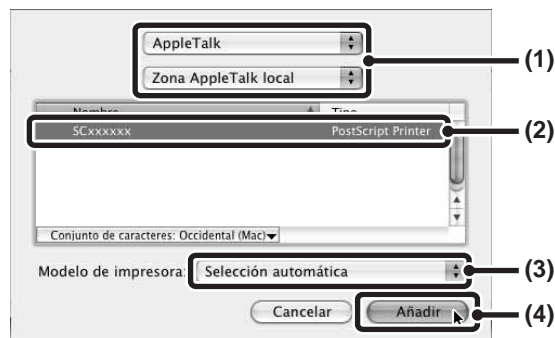 AppleTalk
(1)
Zona AppleTalk local
Nombre Tipo
SCxxxxxx PostScript Printer (2)
Conjunto de caracteres: Occidental (Mac)
Modelo de impresora: Selección automática (3)
Cancelar Añadir (4)